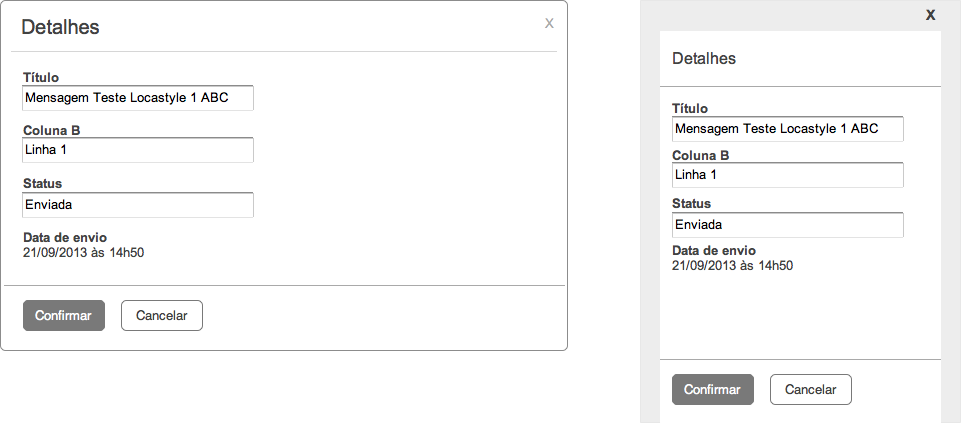 Detalhes
X
Título
Mensagem Teste Locastyle 1 ABC
Coluna B
Linha 1
Status
Enviada
Data de envio
21/09/2013 às 14h50
Confirmar Cancelar
X
Detalhes
Título
Mensagem Teste Locastyle 1 ABC
Coluna B
Linha 1
Status
Enviada
Data de envio
21/09/2013 às 14h50
Confirmar Cancelar